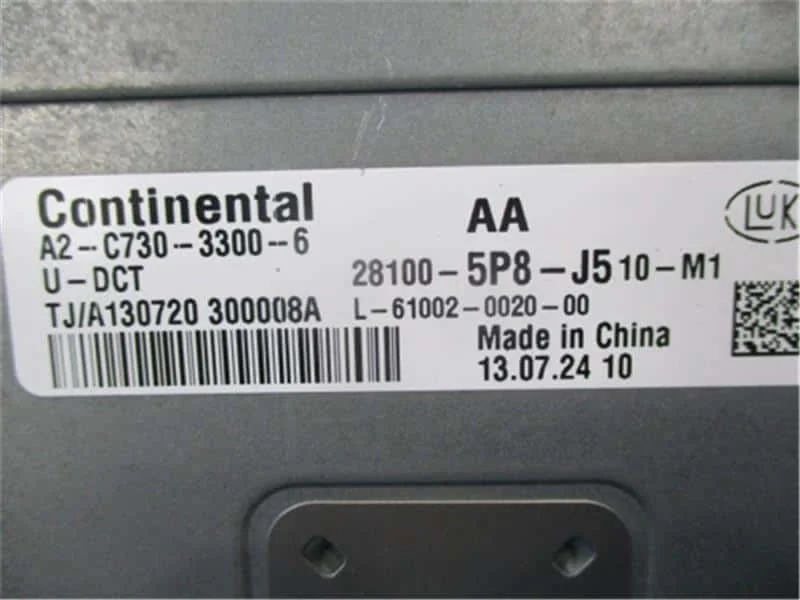 Continental
AA
LUK
A2-C730-3300-6
U-DCT
28100-5P8-J510-M1
TJ/A130720 300008A
L-61002-0020-00
Made in China
13.07.24 10